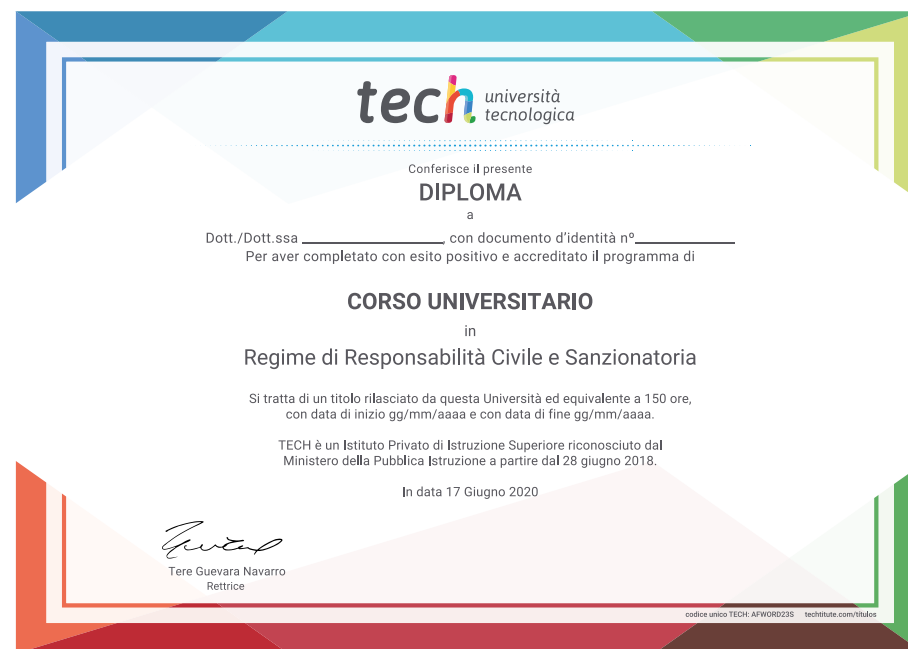 tech università
tecnologica
Conferisce il presente
DIPLOMA
a
Dott./Dott.ssa ____________________, con documento d'identità nº______________
Per aver completato con esito positivo e accreditato il programma di
CORSO UNIVERSITARIO
in
Regime di Responsabilità Civile e Sanzionatoria
Si tratta di un titolo rilasciato da questa Università ed equivalente a 150 ore,
con data di inizio gg/mm/aaaa e con data di fine gg/mm/aaaa.
TECH è un Istituto Privato di Istruzione Superiore riconosciuto dal
Ministero della Pubblica Istruzione a partire dal 28 giugno 2018.
In data 17 Giugno 2020
Tere Guevara Navarro
Rettrice
codice unico TECH: AFWORD23S techtitute.com/titulos